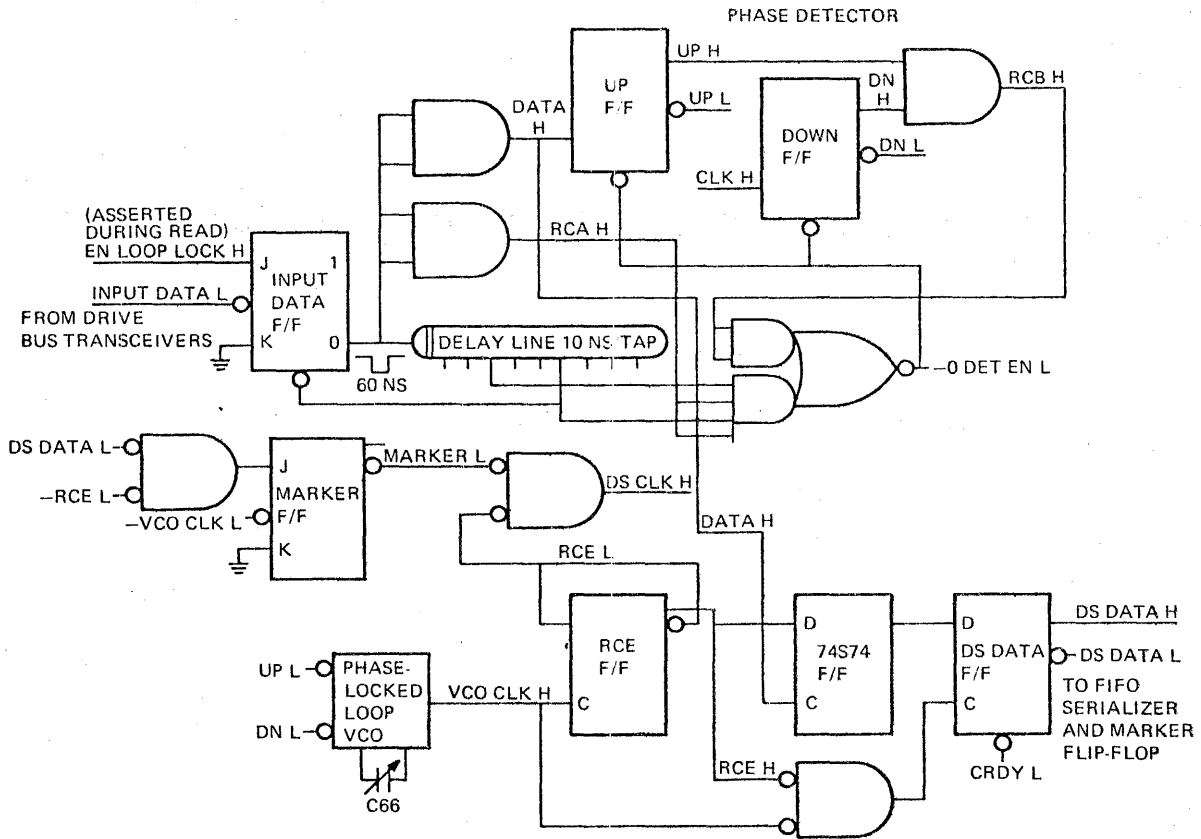 PHASE DETECTOR
UP H
UP
F/F
UP L
DN
H
RCB H
DATA
H
DOWN
F/F
DN L
CLK H
(ASSERTED
DURING READ)
EN LOOP LOCK H
RCA H
J
1
INPUT
DATA
F/F
INPUT DATA L
FROM DRIVE
BUS TRANSCEIVERS
K
0
DELAY LINE 10 NS TAP
60 NS
–0 DET EN L
DS DATA L
–RCE L
J
MARKER
F/F
MARKER L
DS CLK H
–VCO CLK L
K
DATA H
RCE L
RCE
F/F
C
D
74S74
F/F
C
D
DS DATA
F/F
C
DS DATA H
DS DATA L
TO FIFO
SERIALIZER
AND MARKER
FLIP-FLOP
UP L
PHASE-
LOCKED
LOOP
VCO
VCO CLK H
DN L
C66
RCE H
CRDY L